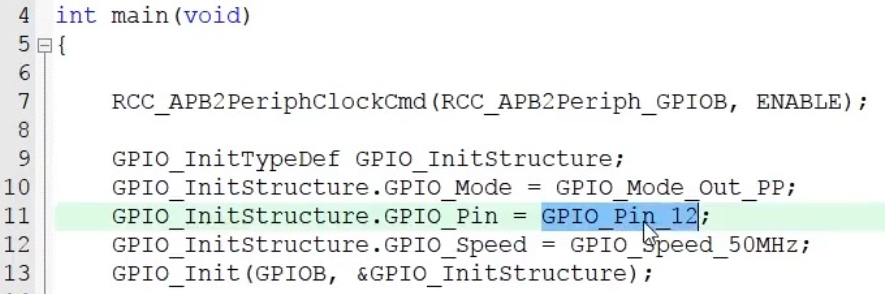 4 int main(void)
5 {
6
7 RCC_APB2PeriphClockCmd(RCC_APB2Periph_GPIOB, ENABLE);
8
9 GPIO_InitTypeDef GPIO_InitStructure;
10 GPIO_InitStructure.GPIO_Mode = GPIO_Mode_Out_PP;
11 GPIO_InitStructure.GPIO_Pin = GPIO_Pin_12;
12 GPIO_InitStructure.GPIO_Speed = GPIO_Speed_50MHz;
13 GPIO_Init(GPIOB, &GPIO_InitStructure);